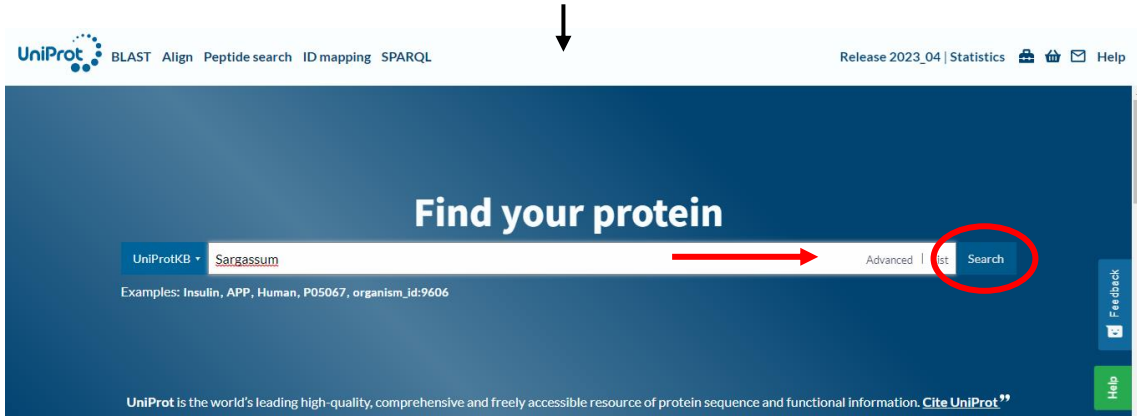 UniProt BLAST Align Peptide search ID mapping SPARQL Release 2023_04 | Statistics Help
Find your protein
UniProtKB Sargassum Advanced | Search
Examples: Insulin, APP, Human, P05067, organism_id:9606
Feedback
Help
UniProt is the world's leading high-quality, comprehensive and freely accessible resource of protein sequence and functional information. Cite UniProt”